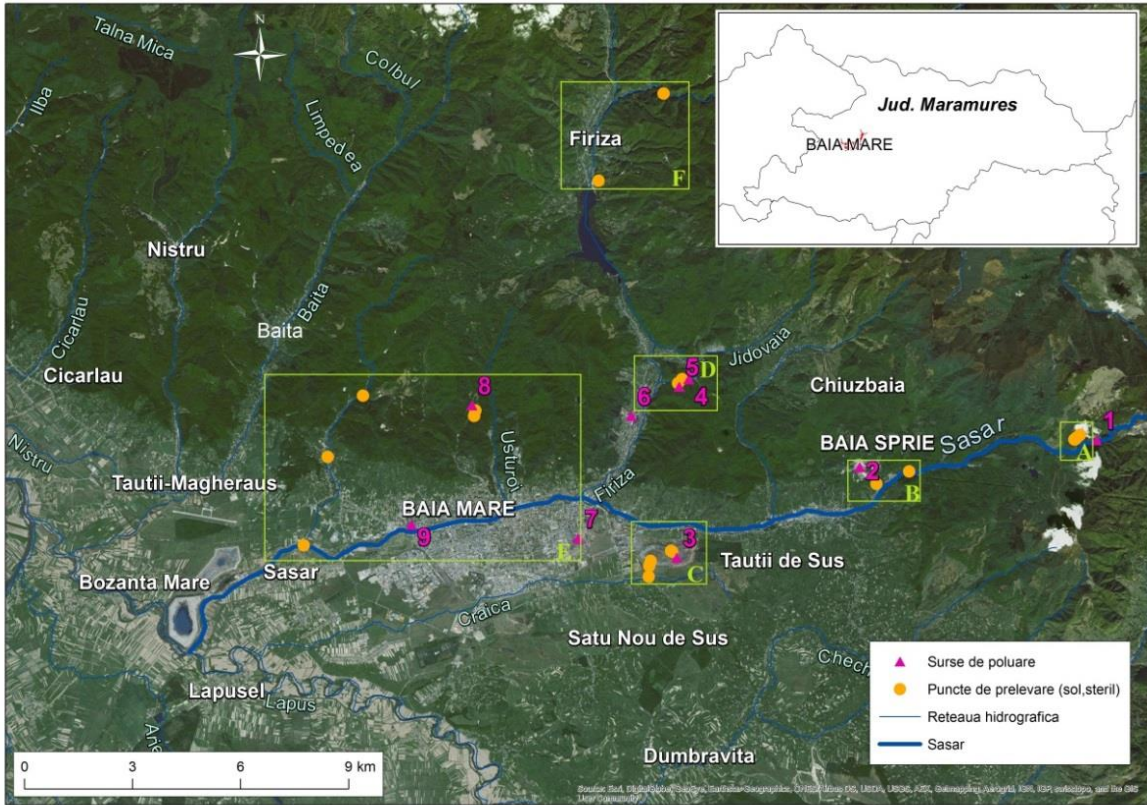 N
Talna Mica
Colbul
Ilba
Limpedea
Firiza
F
Jud. Maramures
BAIA MARE
Nistru
Baita
Baita
Cicarlau
Cicarlau
Jidovaia
Chiuzbaia
D
5
4
6
8
BAIA SPRIE
Sasar
1
A
2
B
Usturoi
Firiza
Nistru
Tautii-Magheraus
BAIA MARE
9
7
E
3
C
Tautii de Sus
Sasar
Bozanta Mare
Craica
Satu Nou de Sus
Lapusel
Lapus
Dumbravita
Surse de poluare
Puncte de prelevare (sol,steril)
Reteaua hidrografica
Sasar
0 3 6 9 km